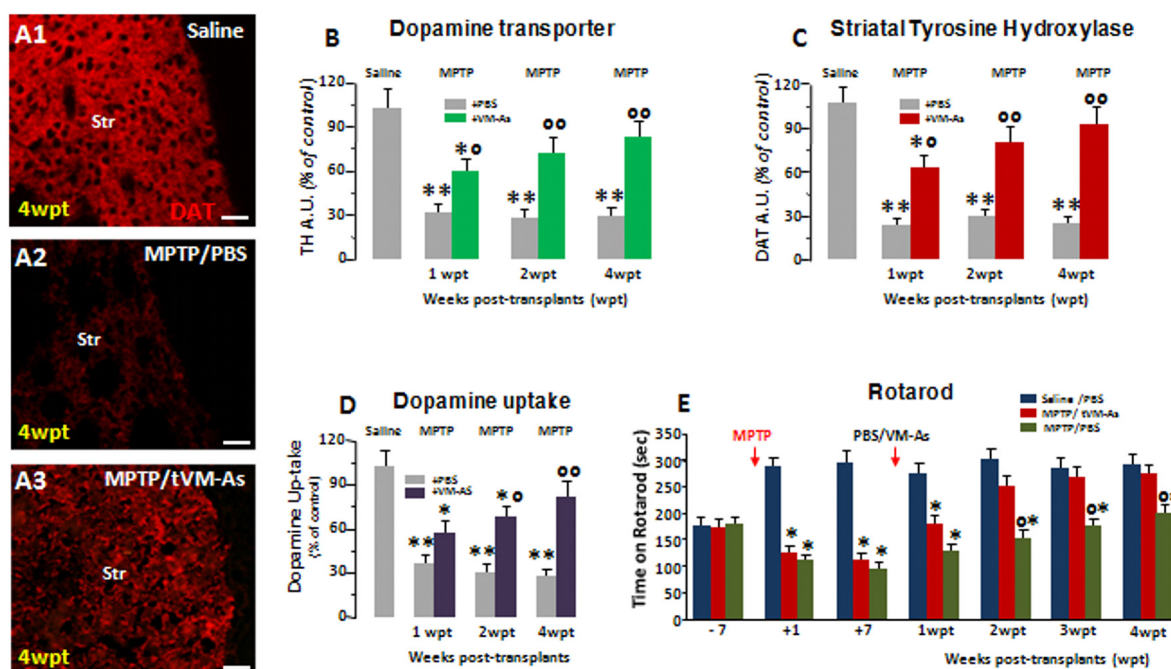 A1
Saline
Str
4wpt
DAT
A2
MPTP/PBS
Str
4wpt
A3
MPTP/tVM-As
Str
4wpt
B
Dopamine transporter
Saline
MPTP
MPTP
MPTP
+PBS
+VM-As
TH A.U. (% of control)
120
90
60
30
0
**
*o
**
oo
**
oo
1 wpt
2wpt
4wpt
Weeks post-transplants (wpt)
C
Striatal Tyrosine Hydroxylase
Saline
MPTP
MPTP
MPTP
+PBS
+VM-As
DAT A.U. (% of control)
120
90
60
30
0
**
*o
**
oo
**
oo
1wpt
2wpt
4wpt
Weeks post-transplants (wpt)
D
Dopamine uptake
Saline
MPTP
MPTP
MPTP
+PBS
+VM-AS
Dopamine Up-take
(% of control)
120
90
60
30
0
**
*
**
*o
**
oo
1 wpt
2wpt
4wpt
Weeks post-transplants
E
Rotarod
Saline /PBS
MPTP/ tVM-As
MPTP/PBS
MPTP
PBS/VM-As
Time on Rotarod (sec)
350
300
250
200
150
100
50
0
*
*
*
*
*
*
o*
o*
o*
- 7
+1
+7
1wpt
2wpt
3wpt
4wpt
Weeks post-transplants (wpt)